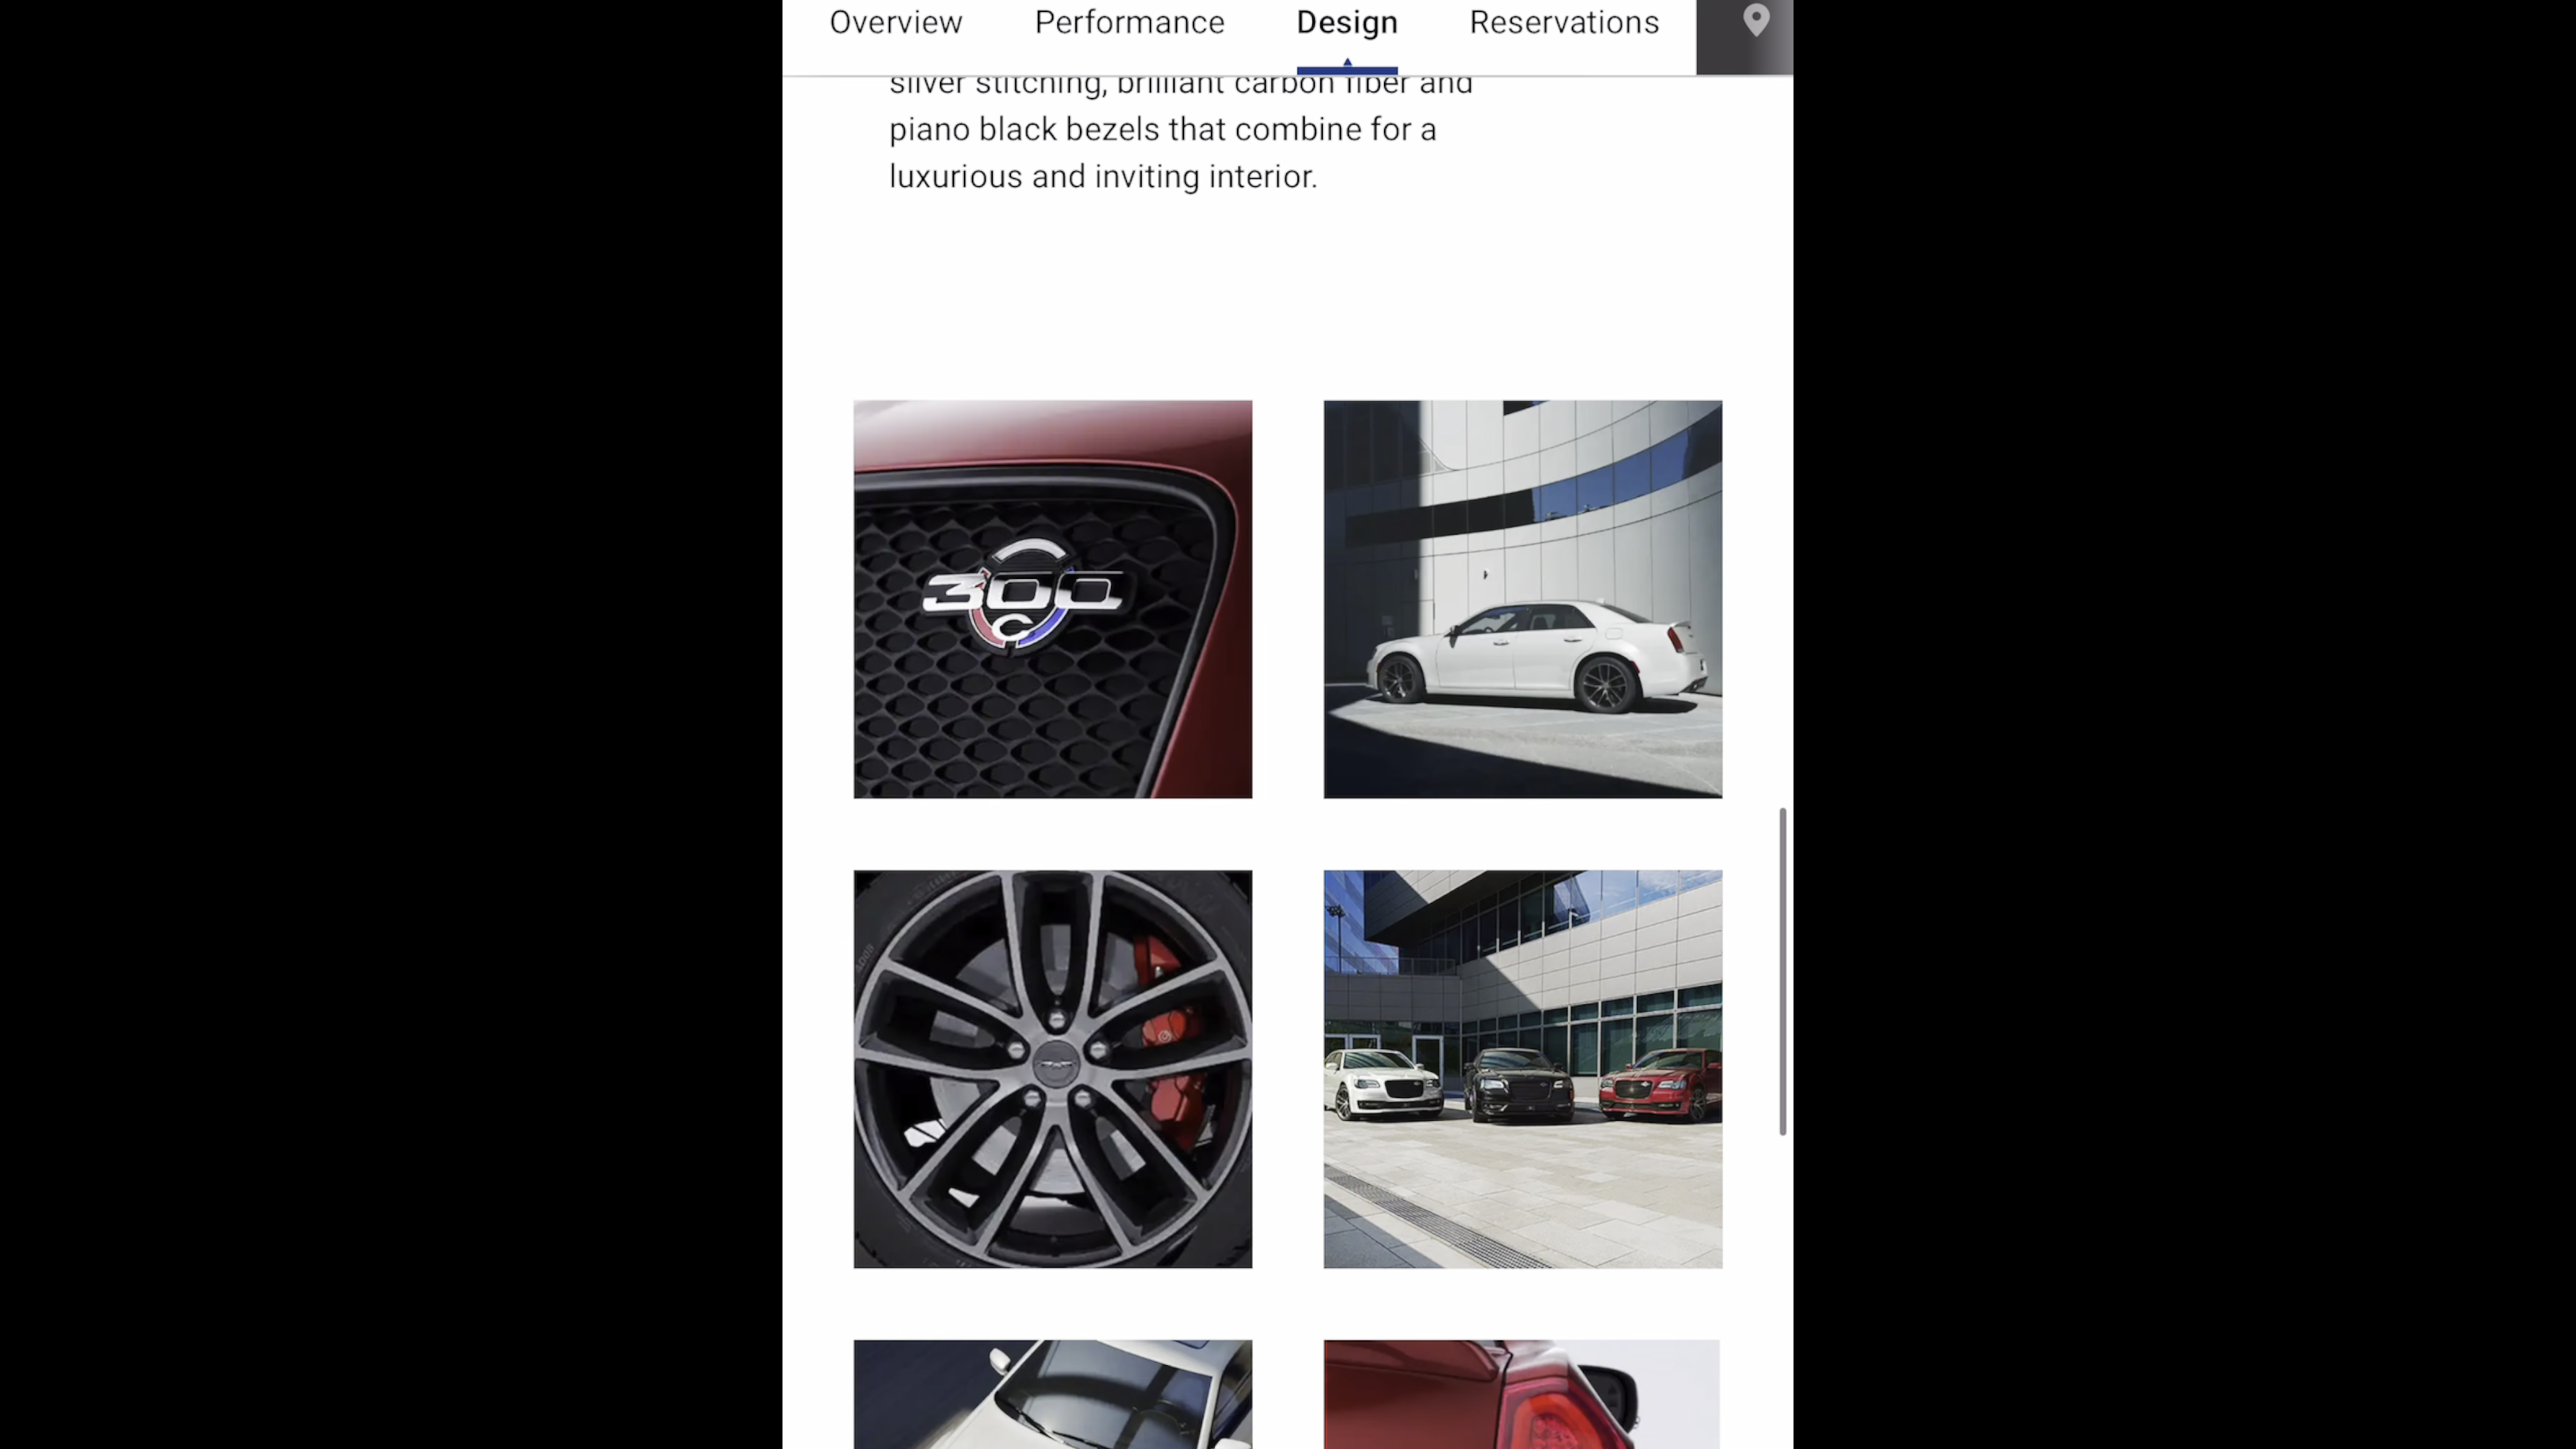 Overview Performance Design Reservations
silver stitching, brilliant carbon fiber and
piano black bezels that combine for a
luxurious and inviting interior.
300
C